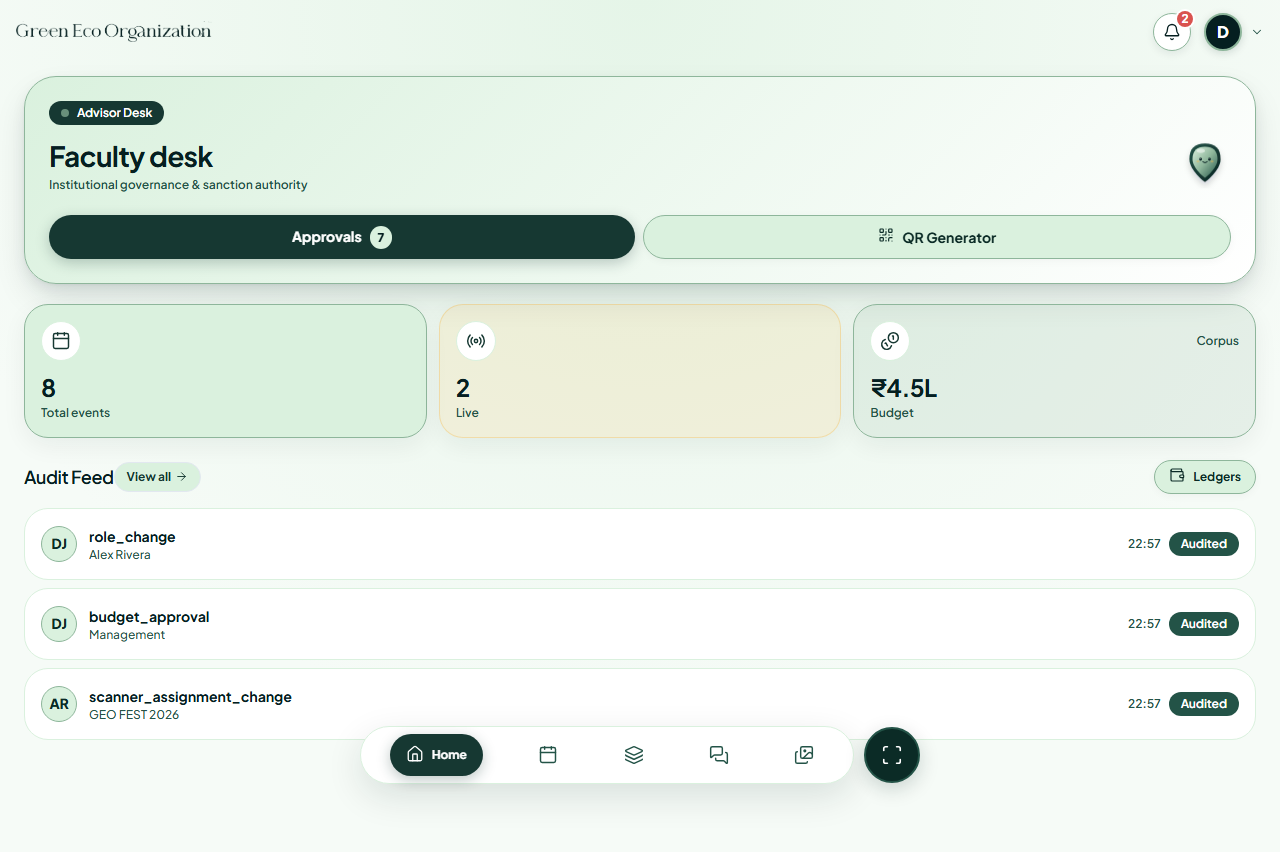 Green Eco Organization
2
D
Advisor Desk
Faculty desk
Institutional governance & sanction authority
Approvals 7
QR Generator
8
Total events
2
Live
Corpus
₹4.5L
Budget
Audit Feed
View all →
Ledgers
DJ
role_change
Alex Rivera
22:57
Audited
DJ
budget_approval
Management
22:57
Audited
AR
scanner_assignment_change
GEO FEST 2026
22:57
Audited
Home